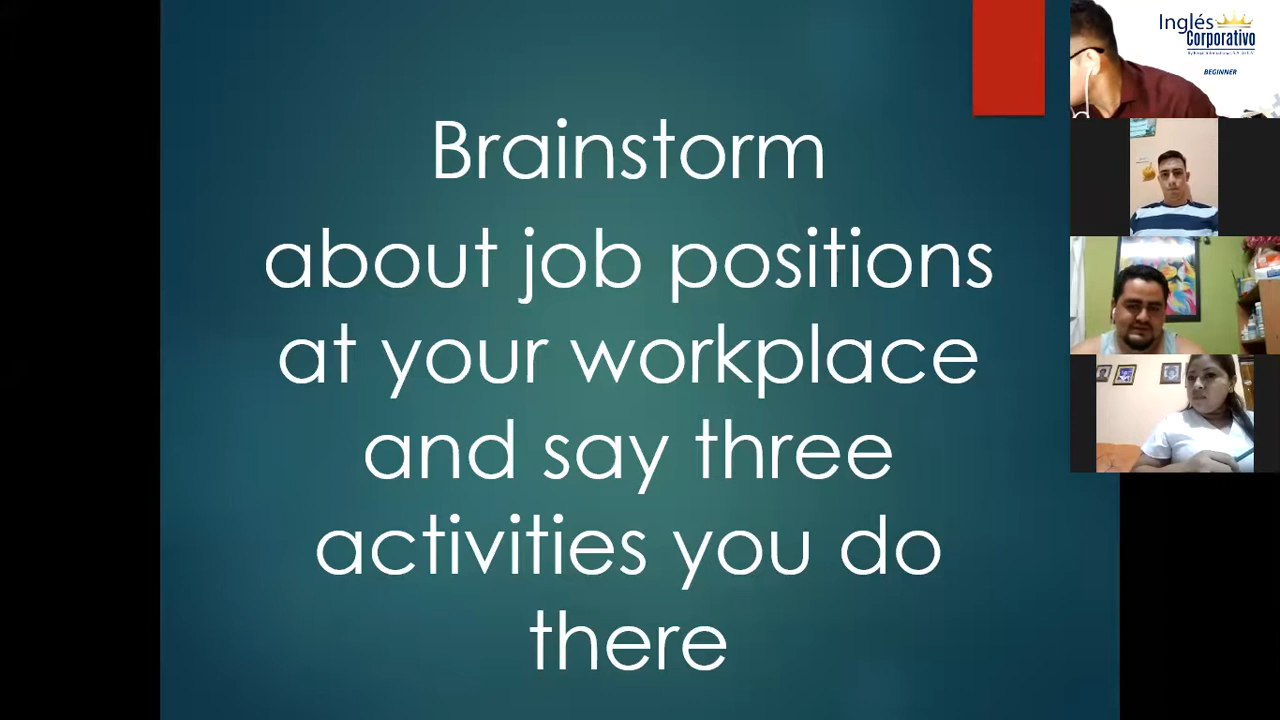 Brainstorm
about job positions
at your workplace
and say three
activities you do
there
Inglés
Corporativo
BEGINNER